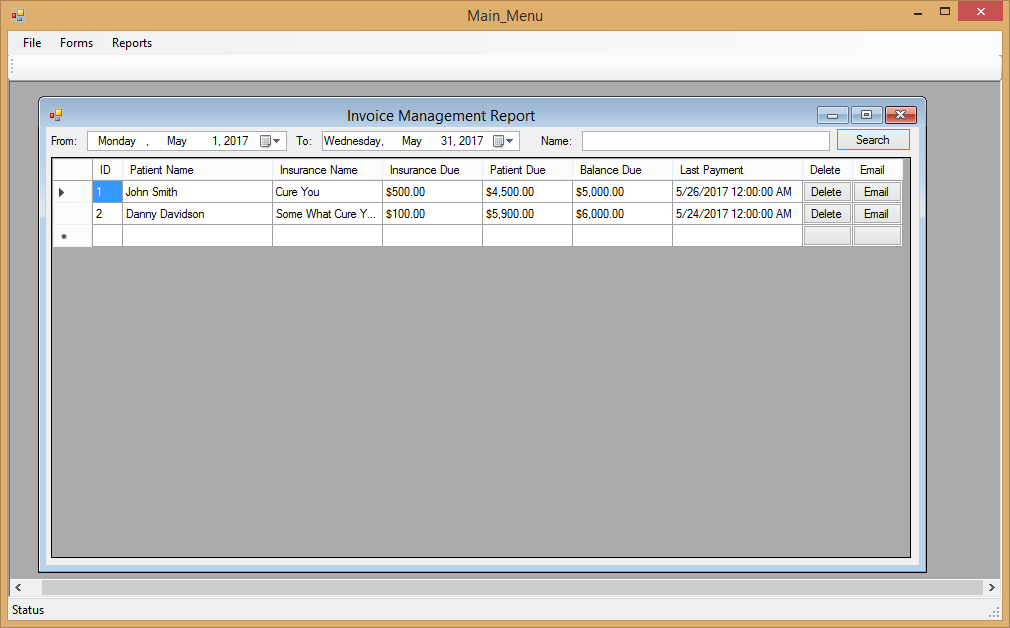 Main_Menu
File Forms Reports
Invoice Management Report
From: Monday , May 1, 2017 To: Wednesday, May 31, 2017 Name: Search
ID Patient Name Insurance Name Insurance Due Patient Due Balance Due Last Payment Delete Email
1 John Smith Cure You $500.00 $4,500.00 $5,000.00 5/26/2017 12:00:00 AM Delete Email
2 Danny Davidson Some What Cure Y... $100.00 $5,900.00 $6,000.00 5/24/2017 12:00:00 AM Delete Email
*
Status